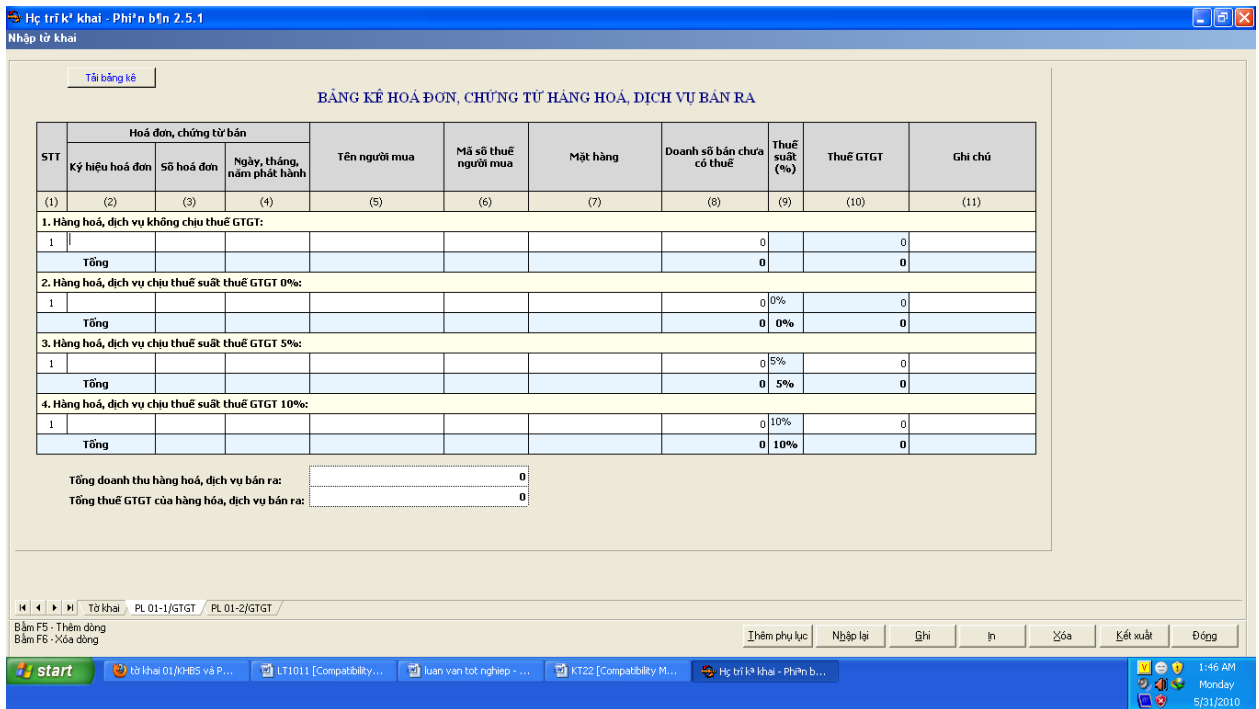 Hç trî kª khai - Phiªn b¶n 2.5.1
Nhập tờ khai
Tải bảng kê
BẢNG KÊ HOÁ ĐƠN, CHỨNG TỪ HÀNG HOÁ, DỊCH VỤ BÁN RA
STT
Hoá đơn, chứng từ bán
Ký hiệu hoá đơn
Số hoá đơn
Ngày, tháng,
năm phát hành
Tên người mua
Mã số thuế
người mua
Mặt hàng
Doanh số bán chưa
có thuế
Thuế
suất
(%)
Thuế GTGT
Ghi chú
(1) (2) (3) (4) (5) (6) (7) (8) (9) (10) (11)
1. Hàng hoá, dịch vụ không chịu thuế GTGT:
1 0 0
Tổng 0 0
2. Hàng hoá, dịch vụ chịu thuế suất thuế GTGT 0%:
1 0 0% 0
Tổng 0 0% 0
3. Hàng hoá, dịch vụ chịu thuế suất thuế GTGT 5%:
1 0 5% 0
Tổng 0 5% 0
4. Hàng hoá, dịch vụ chịu thuế suất thuế GTGT 10%:
1 0 10% 0
Tổng 0 10% 0
Tổng doanh thu hàng hoá, dịch vụ bán ra: 0
Tổng thuế GTGT của hàng hóa, dịch vụ bán ra: 0
Tờ khai PL 01-1/GTGT PL 01-2/GTGT
Bấm F5 - Thêm dòng
Bấm F6 - Xóa dòng
Thêm phụ lục Nhập lại Ghi In Xóa Kết xuất Đóng
start tờ khai 01/KHBS và P... LT1011 [Compatibility... luan van tot nghiep - ... KT22 [Compatibility M... Hç trî kª khai - Phiªn b...
1:46 AM
Monday
5/31/2010